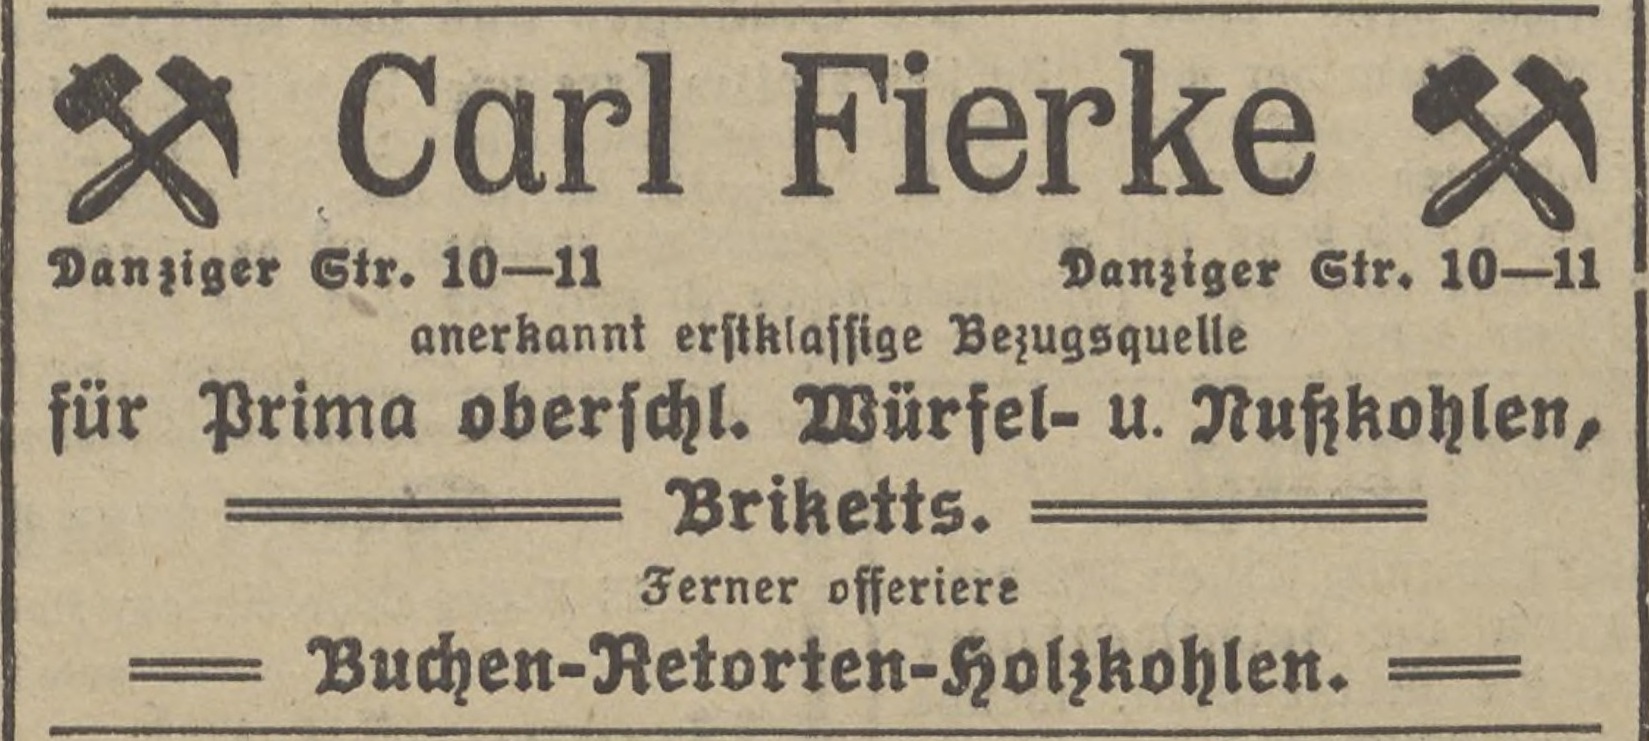 Carl Fierke
Danziger Str. 10—11 Danziger Str. 10—11
anerkannt erstklassige Bezugsquelle
für Prima oberschl. Würfel- u. Nußkohlen,
Briketts.
Ferner offeriere
Buchen-Retorten-Holzkohlen.